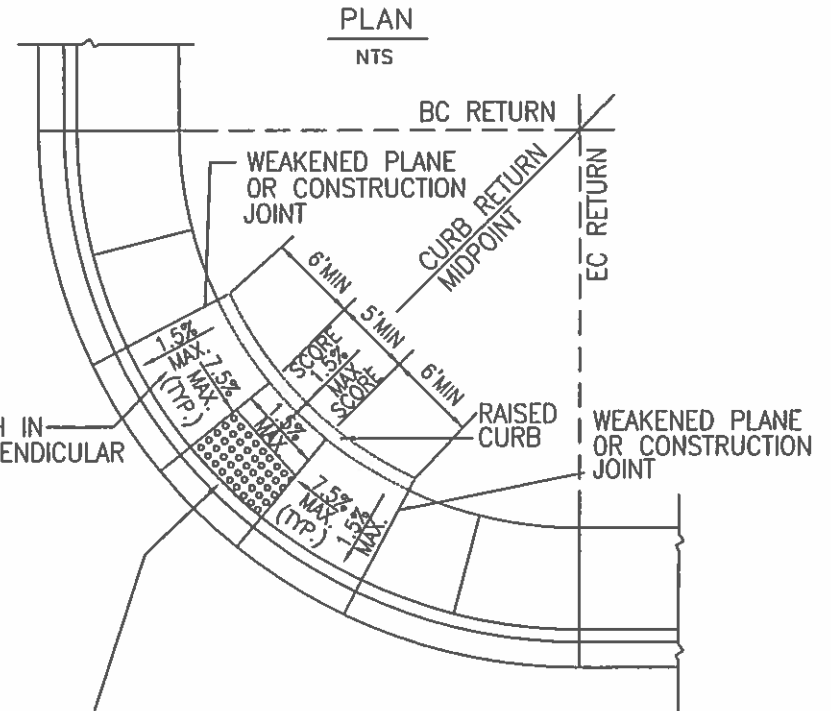 PLAN
NTS
BC RETURN
EC RETURN
CURB RETURN
MIDPOINT
WEAKENED PLANE
OR CONSTRUCTION
JOINT
6'MIN
5'MIN
6'MIN
SCORE
1.5%
MAX
SCORE
1.5%
MAX.
7.5%
MAX.
(TYP.)
1.5%
MAX
IN
ENDICULAR
RAISED
CURB
WEAKENED PLANE
OR CONSTRUCTION
JOINT
7.5%
MAX.
(TYP.)
1.5%
MAX.